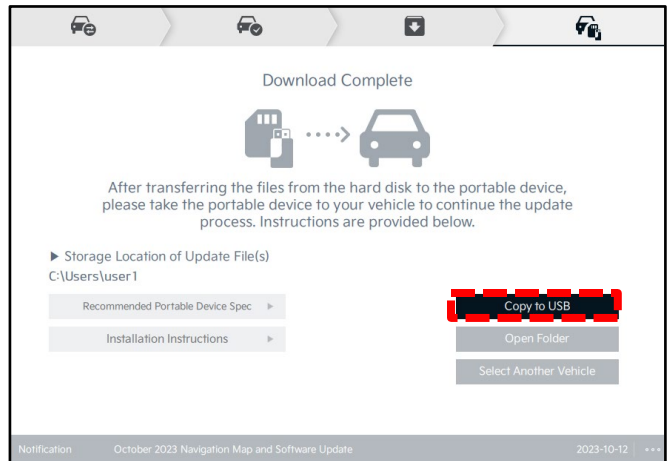 Download Complete
After transferring the files from the hard disk to the portable device,
please take the portable device to your vehicle to continue the update
process. Instructions are provided below.
▶ Storage Location of Update File(s)
C:\Users\user1
Recommended Portable Device Spec ▶
Installation Instructions ▶
Copy to USB
Open Folder
Select Another Vehicle
Notification October 2023 Navigation Map and Software Update 2023-10-12 •••